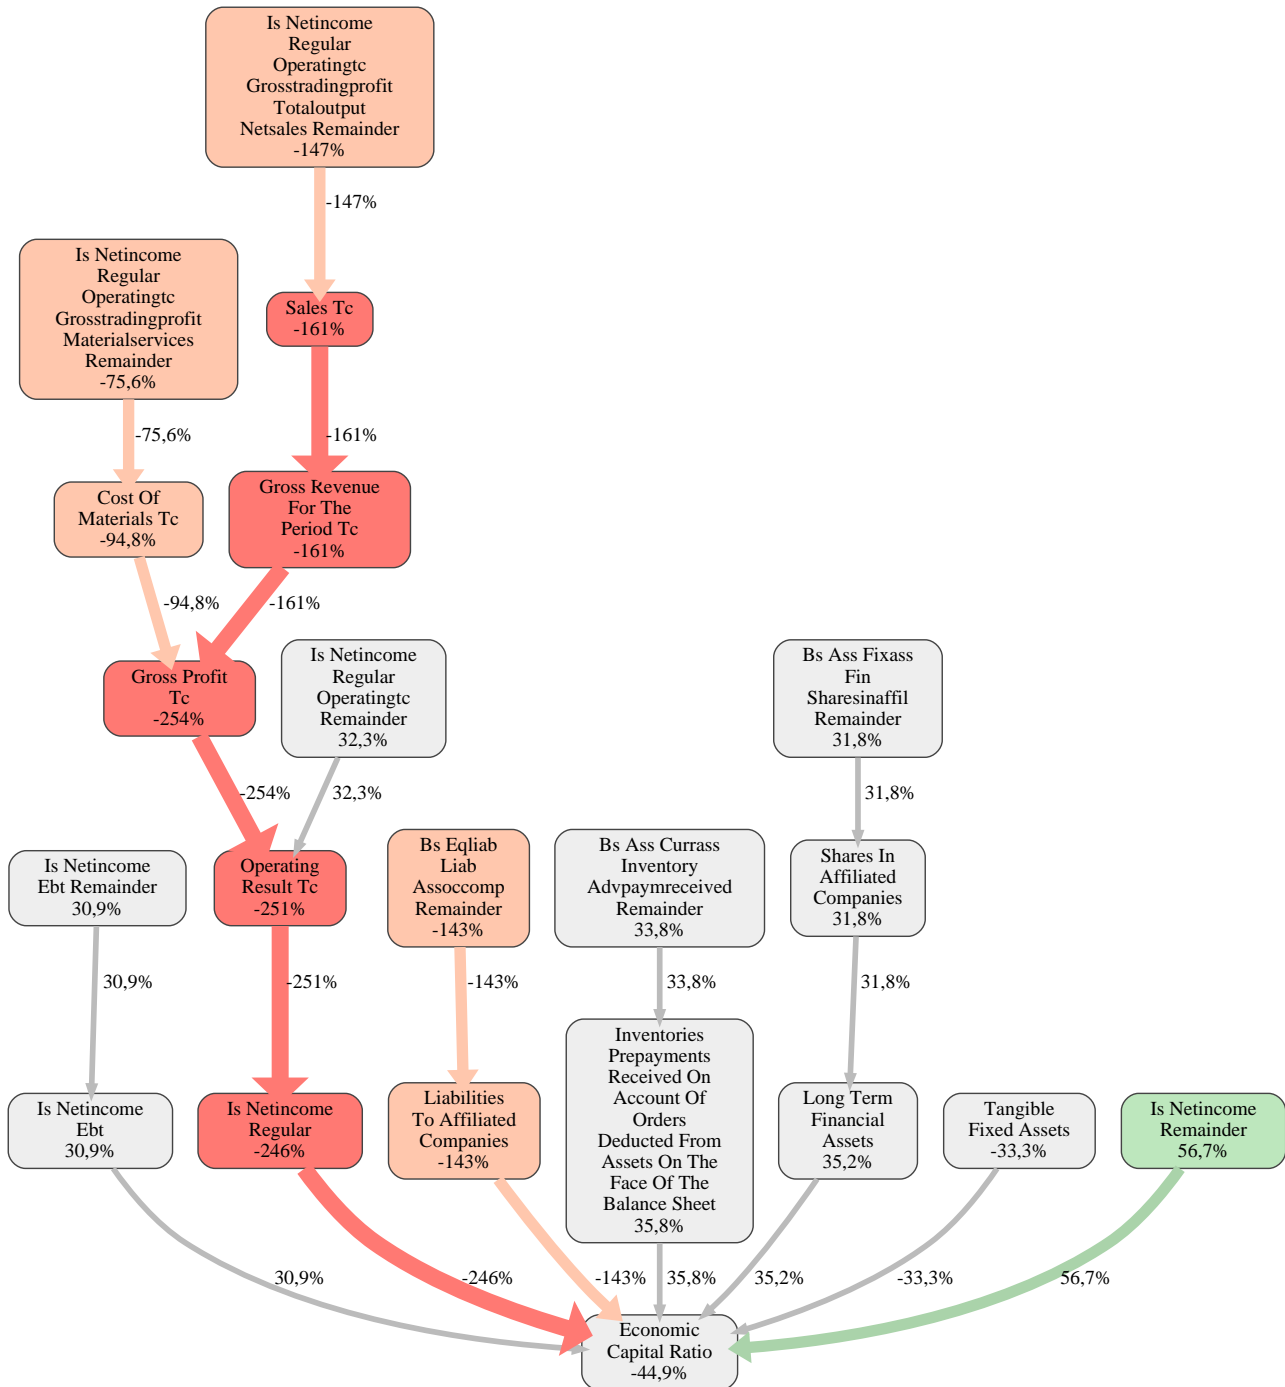 Is Netincome
Regular
Operatingtc
Grosstradingprofit
Totaloutput
Netsales Remainder
-147%
-147%
Is Netincome
Regular
Operatingtc
Grosstradingprofit
Materialservices
Remainder
-75,6%
Sales Tc
-161%
-75,6%
-161%
Cost Of
Materials Tc
-94,8%
Gross Revenue
For The
Period Tc
-161%
-94,8%
-161%
Gross Profit
Tc
-254%
Is Netincome
Regular
Operatingtc
Remainder
32,3%
Bs Ass Fixass
Fin
Sharesinaffil
Remainder
31,8%
-254%
32,3%
31,8%
Is Netincome
Ebt Remainder
30,9%
Operating
Result Tc
-251%
Bs Eqliab
Liab
Assoccomp
Remainder
-143%
Bs Ass Currass
Inventory
Advpaymreceived
Remainder
33,8%
Shares In
Affiliated
Companies
31,8%
30,9%
-251%
-143%
33,8%
31,8%
Is Netincome
Ebt
30,9%
Is Netincome
Regular
-246%
Liabilities
To Affiliated
Companies
-143%
Inventories
Prepayments
Received On
Account Of
Orders
Deducted From
Assets On The
Face Of The
Balance Sheet
35,8%
Long Term
Financial
Assets
35,2%
Tangible
Fixed Assets
-33,3%
Is Netincome
Remainder
56,7%
30,9%
-246%
-143%
35,8%
35,2%
-33,3%
56,7%
Economic
Capital Ratio
-44,9%